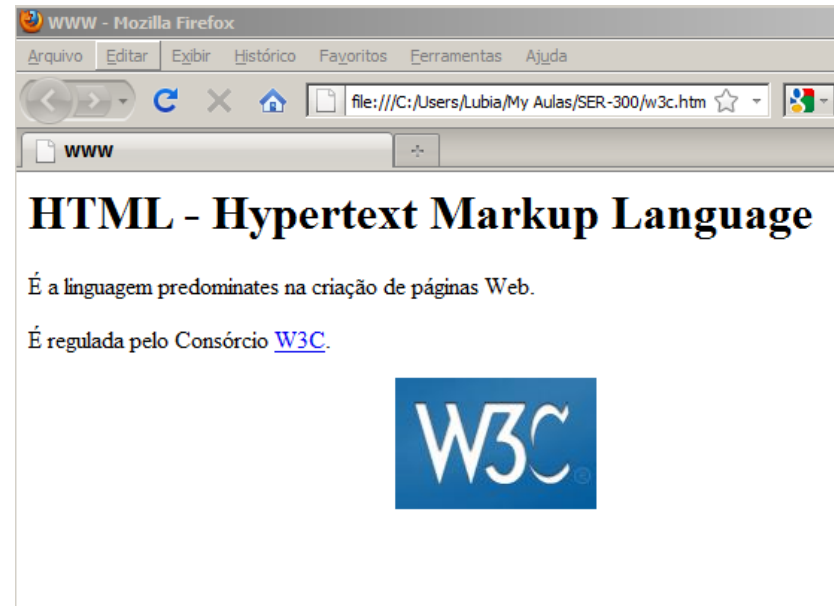 WWW - Mozilla Firefox
Arquivo Editar Exibir Histórico Favoritos Ferramentas Ajuda
file:///C:/Users/Lubia/My Aulas/SER-300/w3c.htm
WWW
HTML - Hypertext Markup Language
É a linguagem predominates na criação de páginas Web.
É regulada pelo Consórcio W3C.
W3C®